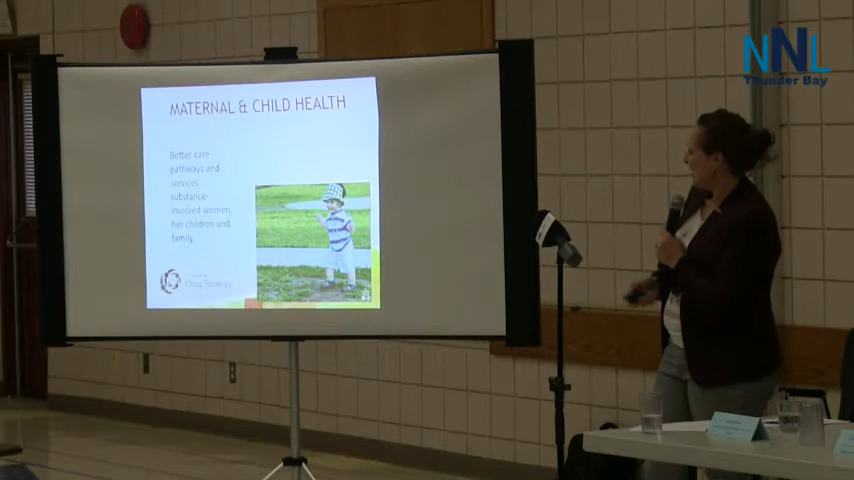 NNL
Thunder Bay
MATERNAL & CHILD HEALTH
Better care
pathways and
services
substance-
involved women,
her children and
family
Drug Strategy